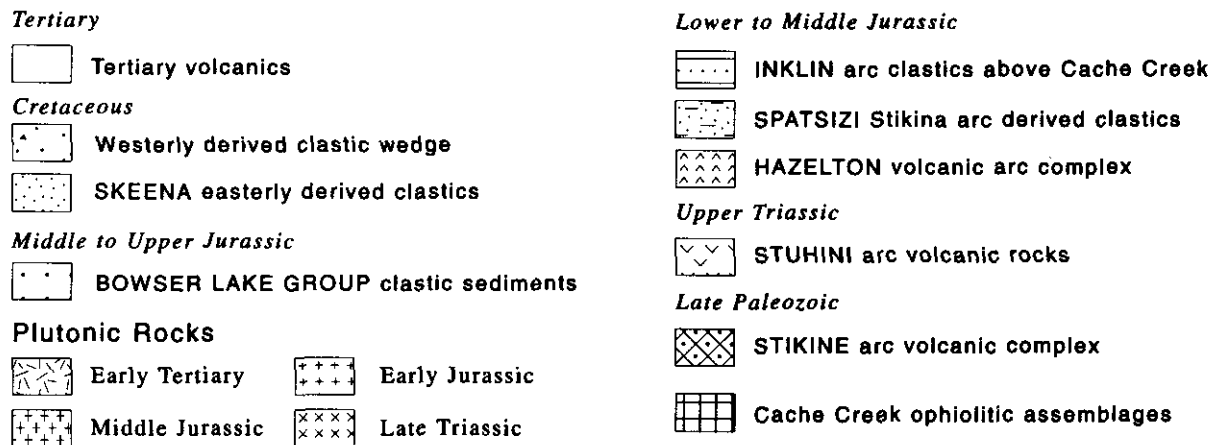 Tertiary
Tertiary volcanics
Cretaceous
Westerly derived clastic wedge
SKEENA easterly derived clastics
Middle to Upper Jurassic
BOWSER LAKE GROUP clastic sediments
Plutonic Rocks
Early Tertiary
Early Jurassic
Middle Jurassic
Late Triassic
Lower to Middle Jurassic
INKLIN arc clastics above Cache Creek
SPATSIZI Stikina arc derived clastics
HAZELTON volcanic arc complex
Upper Triassic
STUHINI arc volcanic rocks
Late Paleozoic
STIKINE arc volcanic complex
Cache Creek ophiolitic assemblages